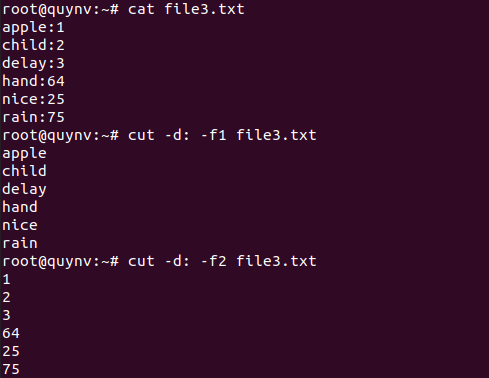 root@quynv:~# cat file3.txt
apple:1
child:2
delay:3
hand:64
nice:25
rain:75
root@quynv:~# cut -d: -f1 file3.txt
apple
child
delay
hand
nice
rain
root@quynv:~# cut -d: -f2 file3.txt
1
2
3
64
25
75